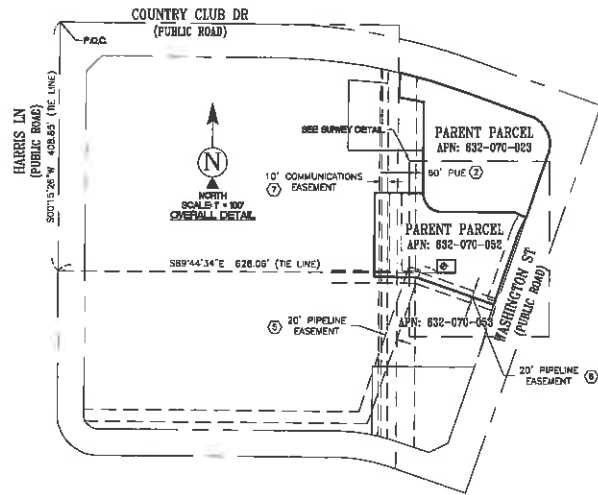 COUNTRY CLUB DR
(PUBLIC ROAD)
P.O.C.
HARRIS LN
(PUBLIC ROAD)
S00°15'26"W 408.85' (TIE LINE)
N
NORTH
SCALE: 1" = 100'
OVERALL DETAIL
SEE SURVEY DETAIL
PARENT PARCEL
APN: 632-070-023
50' PUE 2
10' COMMUNICATIONS
7 EASEMENT
PARENT PARCEL
APN: 632-070-052
S89°44'34"E 626.06' (TIE LINE)
WASHINGTON ST
(PUBLIC ROAD)
5 20' PIPELINE
EASEMENT
APN: 632-070-053
20' PIPELINE
EASEMENT 6